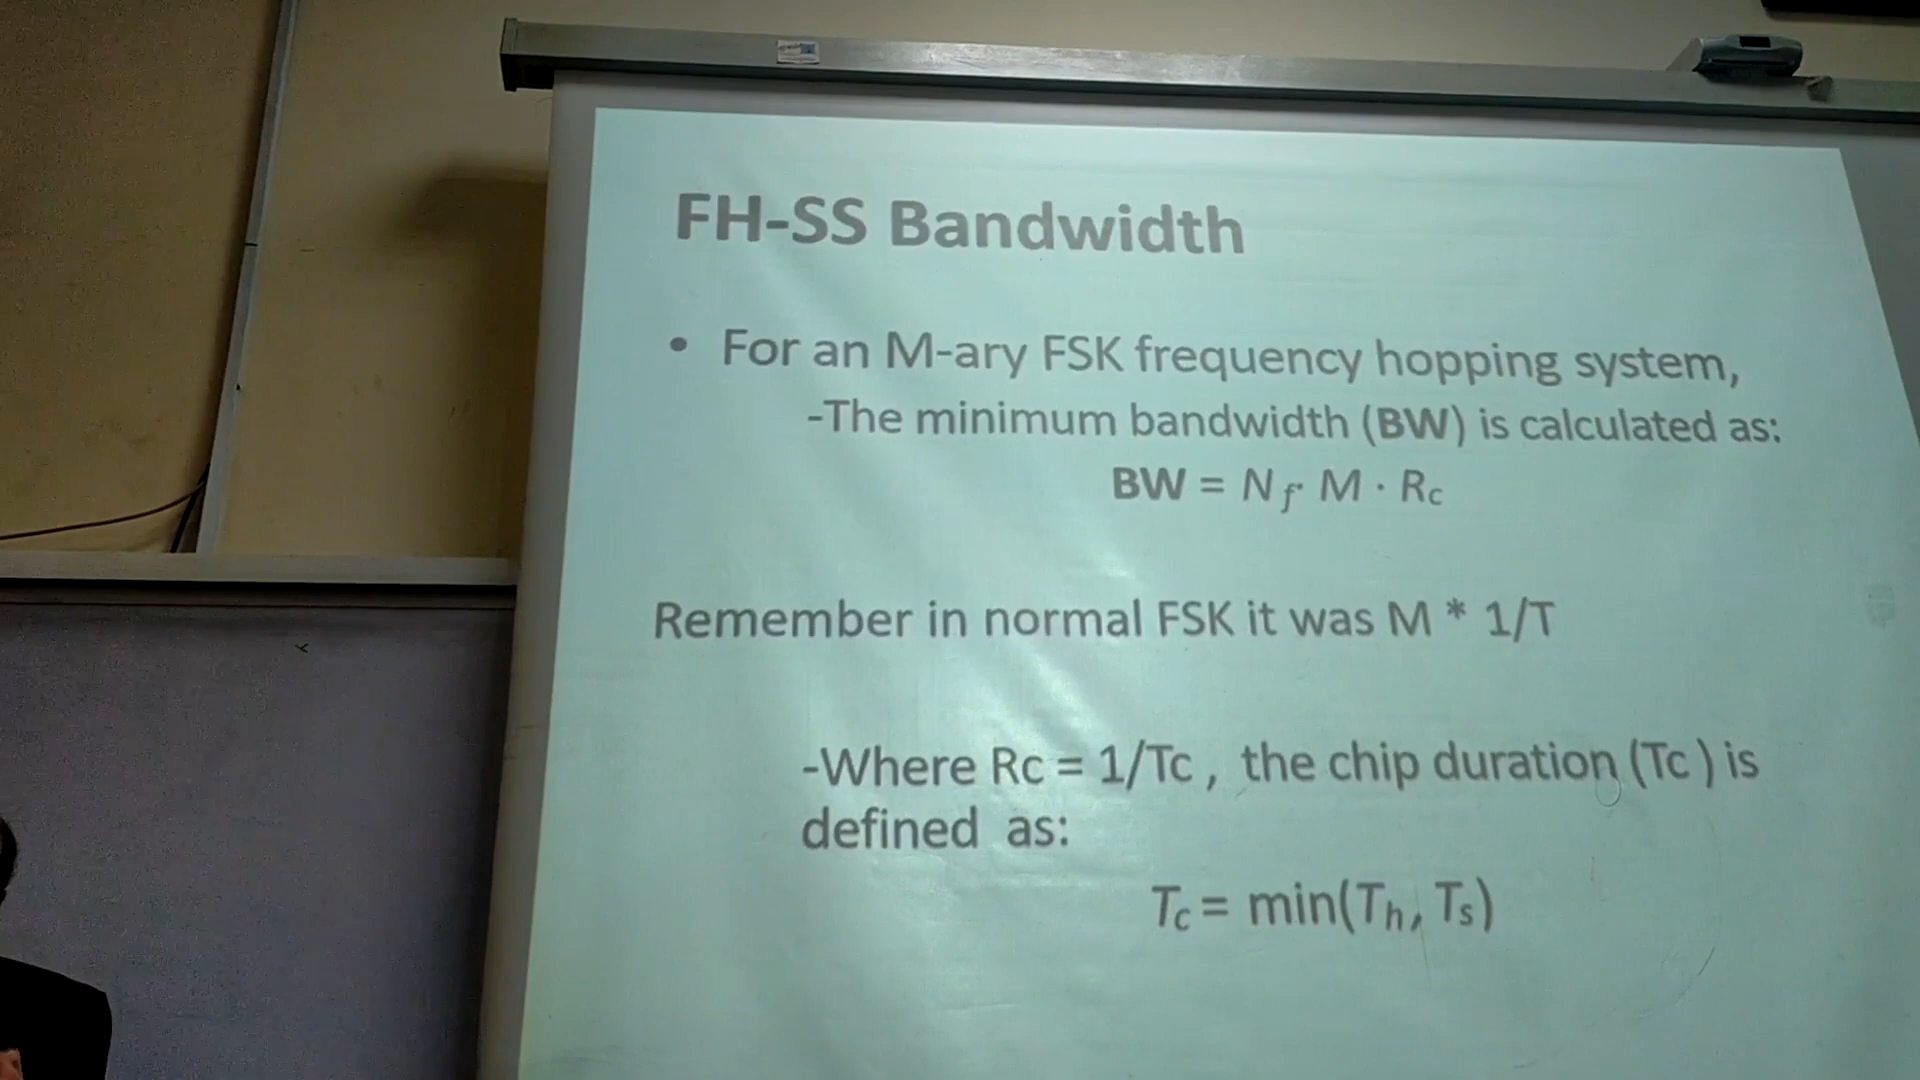 FH-SS Bandwidth
• For an M-ary FSK frequency hopping system,
-The minimum bandwidth (BW) is calculated as:
BW = N f · M · Rc
Remember in normal FSK it was M * 1/T
-Where Rc = 1/Tc , the chip duration (Tc ) is
defined as:
Tc = min(Th, Ts)